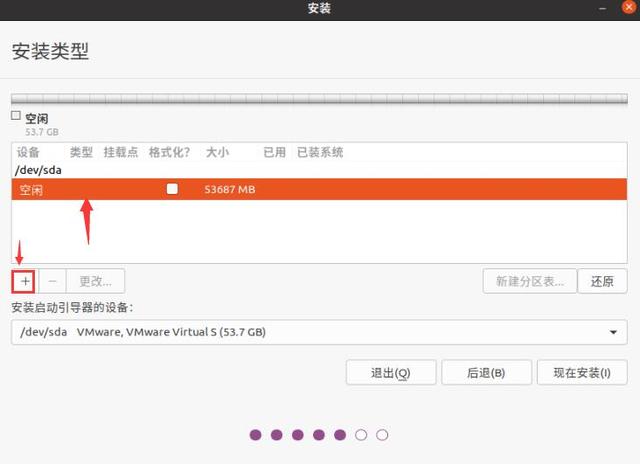 安装
安装类型
空闲
53.7 GB
设备 类型 挂载点 格式化? 大小 已用 已装系统
/dev/sda
空闲 53687 MB
+ − 更改... 新建分区表... 还原
安装启动引导器的设备：
/dev/sda VMware, VMware Virtual S (53.7 GB)
退出(Q) 后退(B) 现在安装(I)